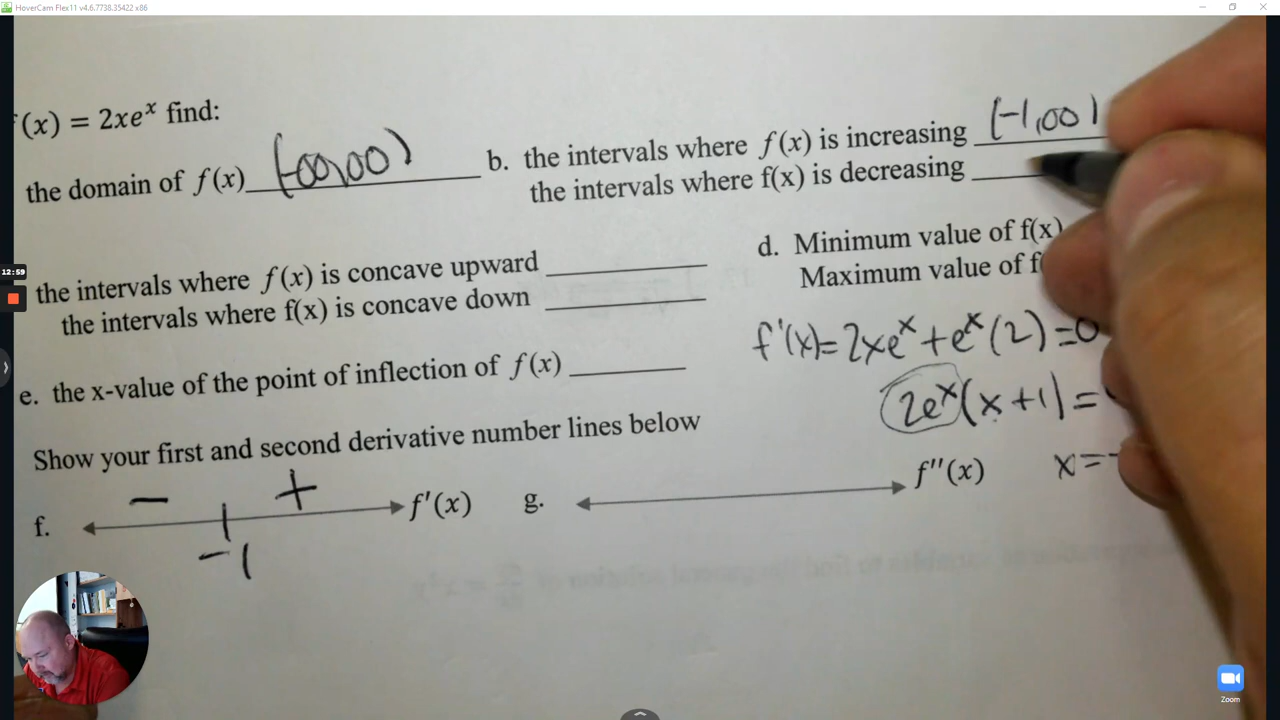 HoverCam Flex11 v4.6.7738.35422 x86
f(x) = 2xe^x find:
the domain of f(x) (-∞,∞)
b. the intervals where f(x) is increasing (-1,∞)
the intervals where f(x) is decreasing
the intervals where f(x) is concave upward
the intervals where f(x) is concave down
d. Minimum value of f(x)
Maximum value of f(
f'(x)=2xe^x+e^x(2)=0
2e^x(x+1)=
x=-
e. the x-value of the point of inflection of f(x)
Show your first and second derivative number lines below
f. − + f'(x)
-1
g. f''(x)
12:59
Zoom